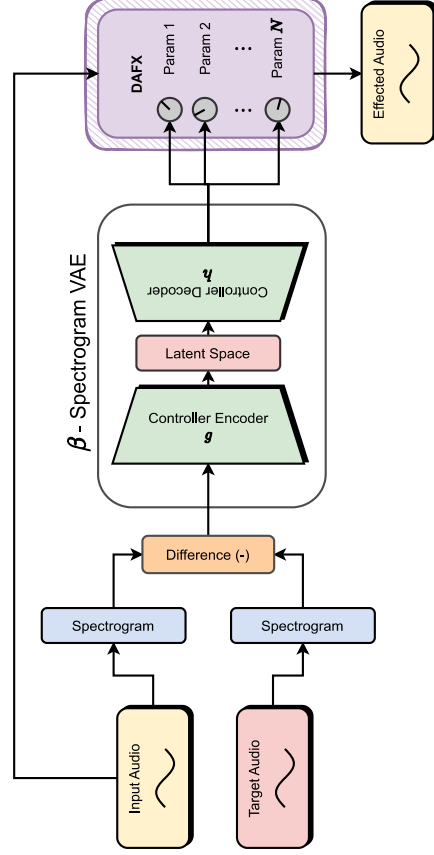 Input Audio
Target Audio
Spectrogram
Spectrogram
Difference (-)
β - Spectrogram VAE
Controller Encoder
g
Latent Space
Controller Decoder
h
DAFX
Param 1
Param 2
...
...
Param N
Effected Audio